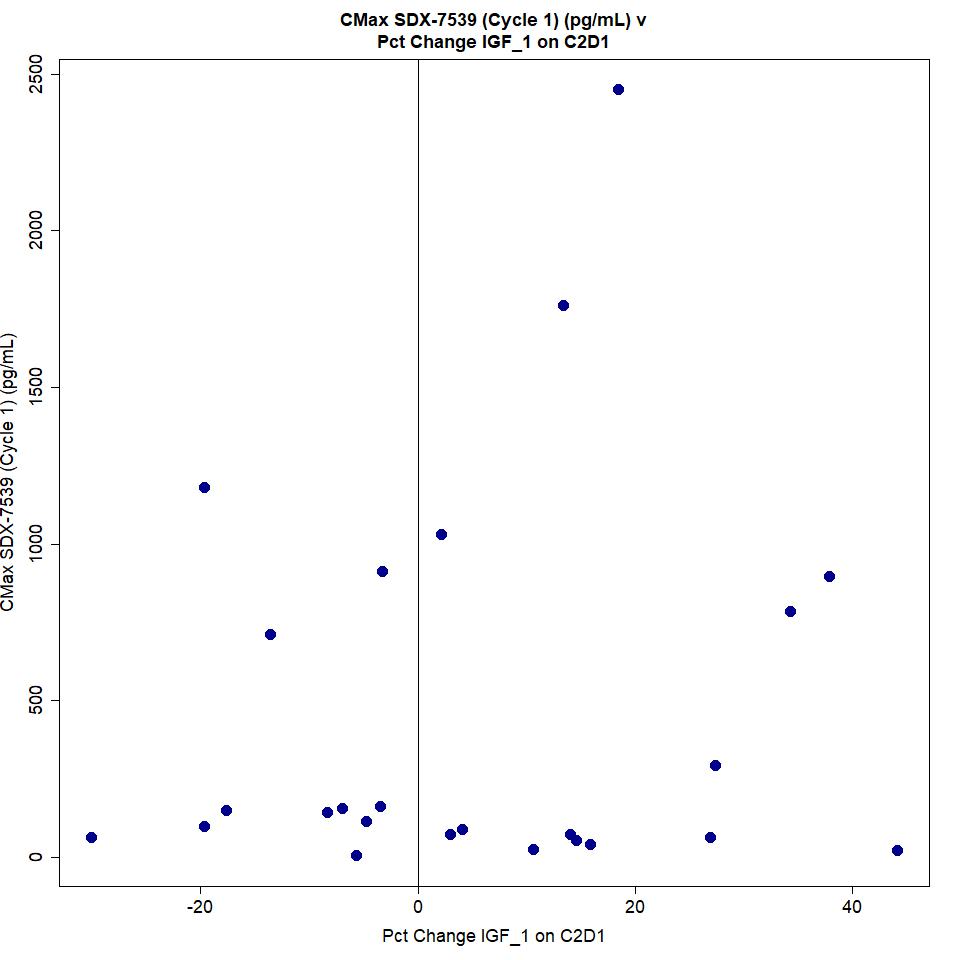 CMax SDX-7539 (Cycle 1) (pg/mL) v
Pct Change IGF_1 on C2D1
2500
2000
1500
1000
500
0
CMax SDX-7539 (Cycle 1) (pg/mL)
-20
0
20
40
Pct Change IGF_1 on C2D1